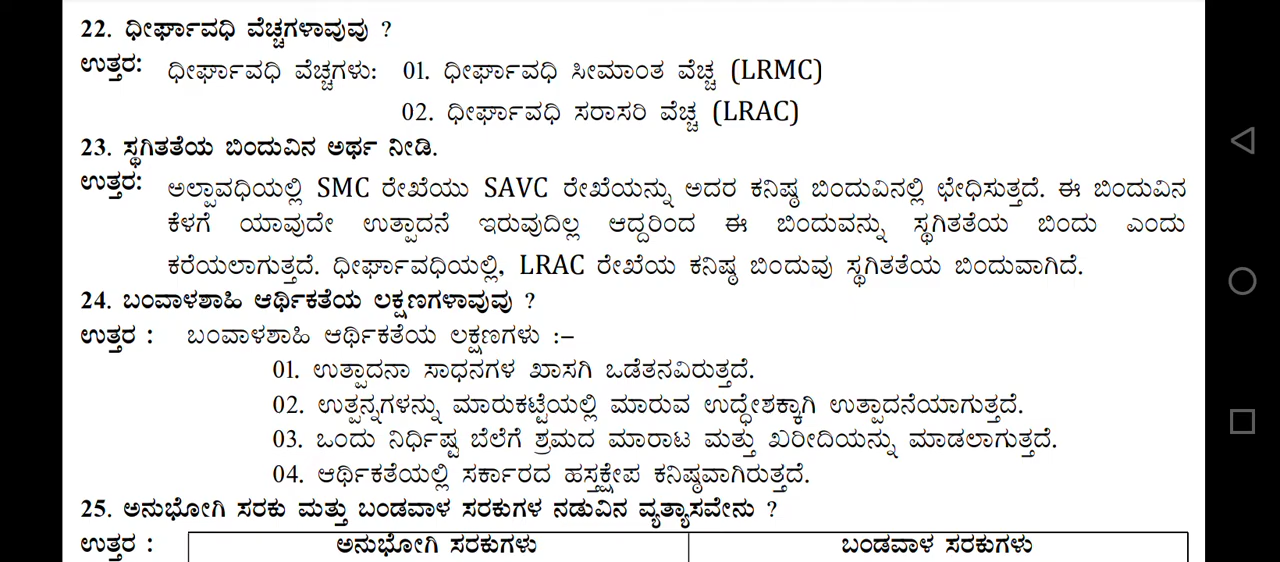 22. ಧೀರ್ಘಾವಧಿ ವೆಚ್ಚಗಳಾವುವು ?
ಉತ್ತರ: ಧೀರ್ಘಾವಧಿ ವೆಚ್ಚಗಳು: 01. ಧೀರ್ಘಾವಧಿ ಸೀಮಾಂತ ವೆಚ್ಚ (LRMC)
02. ಧೀರ್ಘಾವಧಿ ಸರಾಸರಿ ವೆಚ್ಚ (LRAC)
23. ಸ್ಥಗಿತತೆಯ ಬಿಂದುವಿನ ಅರ್ಥ ನೀಡಿ.
ಉತ್ತರ: ಅಲ್ಪಾವಧಿಯಲ್ಲಿ SMC ರೇಖೆಯು SAVC ರೇಖೆಯನ್ನು ಅದರ ಕನಿಷ್ಠ ಬಿಂದುವಿನಲ್ಲಿ ಛೇಧಿಸುತ್ತದೆ. ಈ ಬಿಂದುವಿನ
ಕೆಳಗೆ ಯಾವುದೇ ಉತ್ಪಾದನೆ ಇರುವುದಿಲ್ಲ ಆದ್ದರಿಂದ ಈ ಬಿಂದುವನ್ನು ಸ್ಥಗಿತತೆಯ ಬಿಂದು ಎಂದು
ಕರೆಯಲಾಗುತ್ತದೆ. ಧೀರ್ಘಾವಧಿಯಲ್ಲಿ, LRAC ರೇಖೆಯ ಕನಿಷ್ಠ ಬಿಂದುವು ಸ್ಥಗಿತತೆಯ ಬಿಂದುವಾಗಿದೆ.
24. ಬಂವಾಳಶಾಹಿ ಆರ್ಥಿಕತೆಯ ಲಕ್ಷಣಗಳಾವುವು ?
ಉತ್ತರ : ಬಂವಾಳಶಾಹಿ ಆರ್ಥಿಕತೆಯ ಲಕ್ಷಣಗಳು :–
01. ಉತ್ಪಾದನಾ ಸಾಧನಗಳ ಖಾಸಗಿ ಒಡೆತನವಿರುತ್ತದೆ.
02. ಉತ್ಪನ್ನಗಳನ್ನು ಮಾರುಕಟ್ಟೆಯಲ್ಲಿ ಮಾರುವ ಉದ್ಧೇಶಕ್ಕಾಗಿ ಉತ್ಪಾದನೆಯಾಗುತ್ತದೆ.
03. ಒಂದು ನಿರ್ಧಿಷ್ಟ ಬೆಲೆಗೆ ಶ್ರಮದ ಮಾರಾಟ ಮತ್ತು ಖರೀದಿಯನ್ನು ಮಾಡಲಾಗುತ್ತದೆ.
04. ಆರ್ಥಿಕತೆಯಲ್ಲಿ ಸರ್ಕಾರದ ಹಸ್ತಕ್ಷೇಪ ಕನಿಷ್ಠವಾಗಿರುತ್ತದೆ.
25. ಅನುಭೋಗಿ ಸರಕು ಮತ್ತು ಬಂಡವಾಳ ಸರಕುಗಳ ನಡುವಿನ ವ್ಯತ್ಯಾಸವೇನು ?
ಉತ್ತರ : ಅನುಭೋಗಿ ಸರಕುಗಳು ಬಂಡವಾಳ ಸರಕುಗಳು